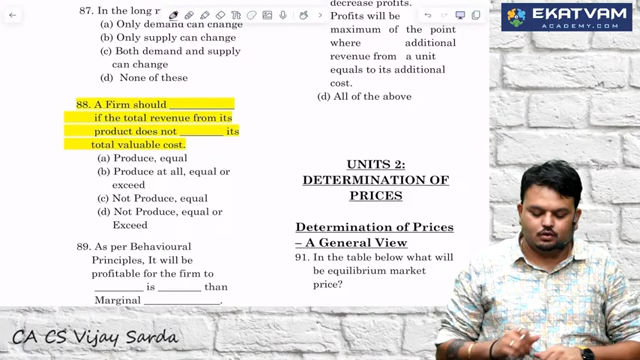 87. In the long r
(a) Only demand can change
(b) Only supply can change
(c) Both demand and supply
can change
(d) None of these
88. A Firm should ____________
if the total revenue from its
product does not ________ its
total valuable cost.
(a) Produce, equal
(b) Produce at all, equal or
exceed
(c) Not Produce, equal
(d) Not Produce, equal or
Exceed
89. As per Behavioural
Principles, It will be
profitable for the firm to
_________ is ________ than
Marginal ______________.
decrease profits.
Profits will be
maximum of the point
where additional
revenue from a unit
equals to its additional
cost.
(d) All of the above
UNITS 2:
DETERMINATION OF
PRICES
Determination of Prices
– A General View
91. In the table below what will
be equilibrium market
price?
EKATVAM
ACADEMY.COM
CA CS Vijay Sarda